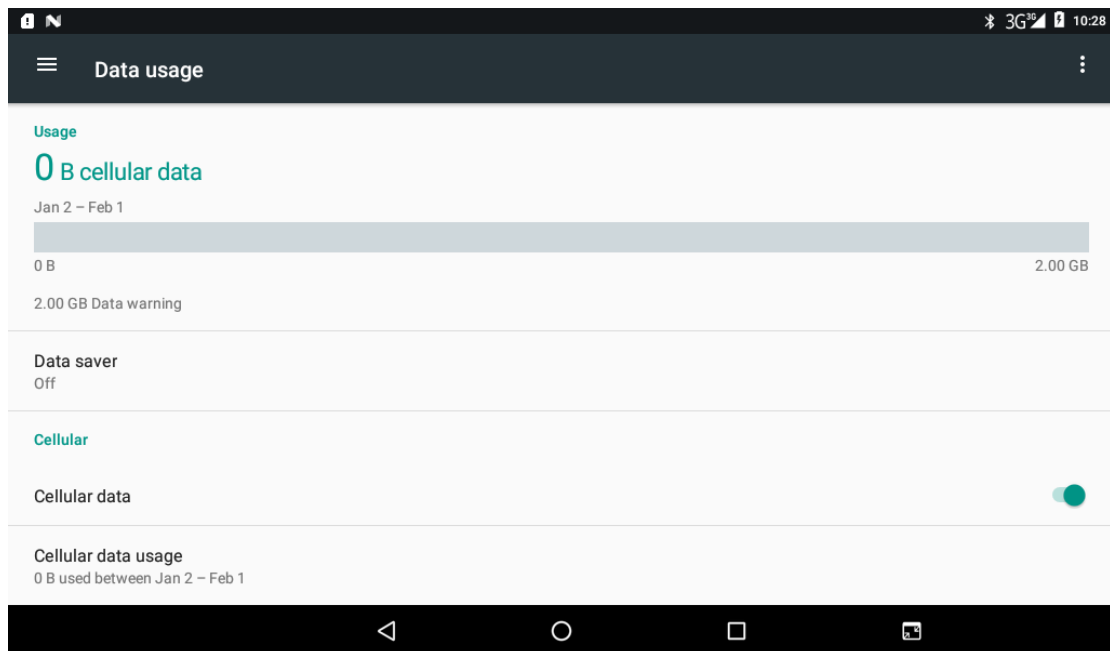 3G 3G 10:28
Data usage
Usage
0 B cellular data
Jan 2 – Feb 1
0 B 2.00 GB
2.00 GB Data warning
Data saver
Off
Cellular
Cellular data
Cellular data usage
0 B used between Jan 2 – Feb 1